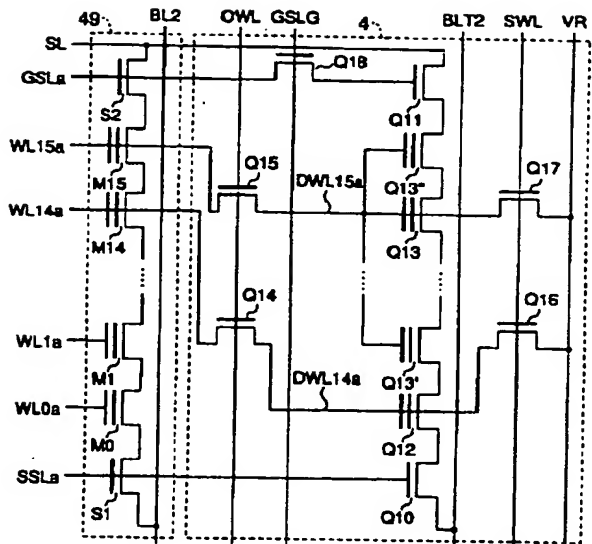 49 BL2 OWL GSLG 4 BLT2 SWL VR
SL
Q18
GSLa
S2
Q11
WL15a
Q15
DWL15a
Q17
M15
Q13"
WL14a
M14
Q13
Q14
Q16
WL1a
M1
Q13'
DWL14a
WL0a
M0
Q12
SSLa
S1
Q10